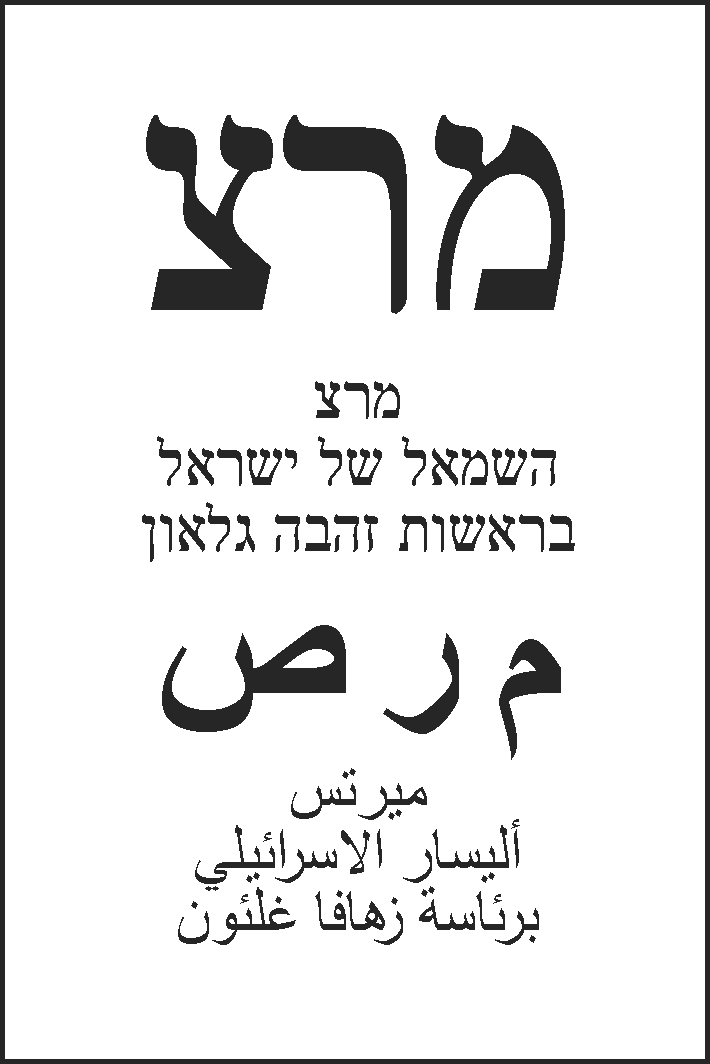 מרצ
מרצ
השמאל של ישראל
בראשות זהבה גלאון
م ر ص
ميرتس
أليسار الاسرائيلي
برئاسة زهافا غلئون